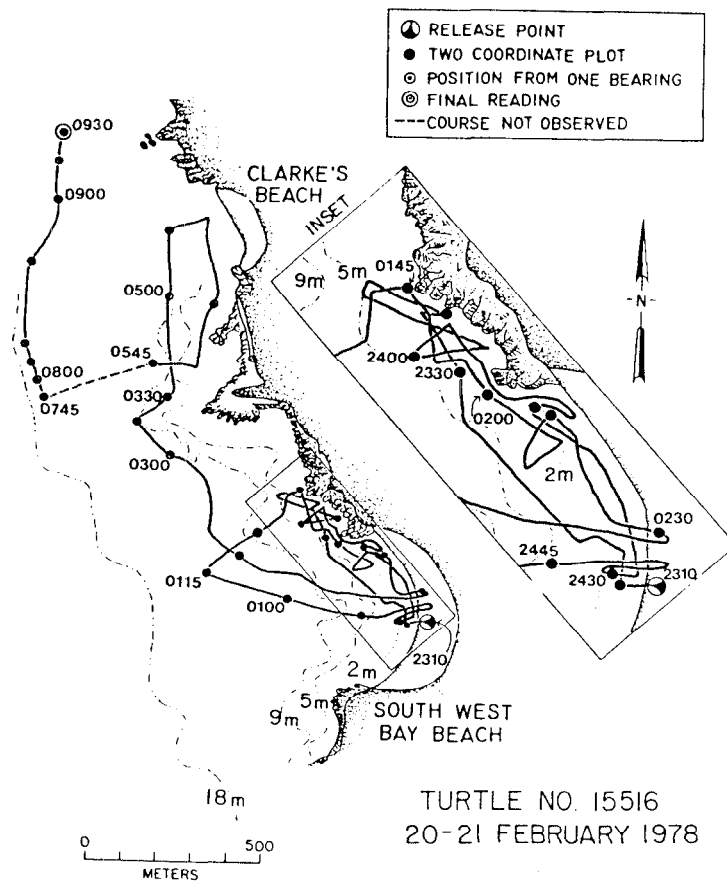 RELEASE POINT
TWO COORDINATE PLOT
POSITION FROM ONE BEARING
FINAL READING
COURSE NOT OBSERVED
0930
0900
CLARKE'S
BEACH
INSET
9m
5m
0145
N
0500
0545
0330
0800
0745
0300
2400
2330
0200
2m
0230
2445
2430
2310
0115
0100
2310
2m
5m
9m
18m
SOUTH WEST
BAY BEACH
TURTLE NO. 15516
20-21 FEBRUARY 1978
0
500
METERS